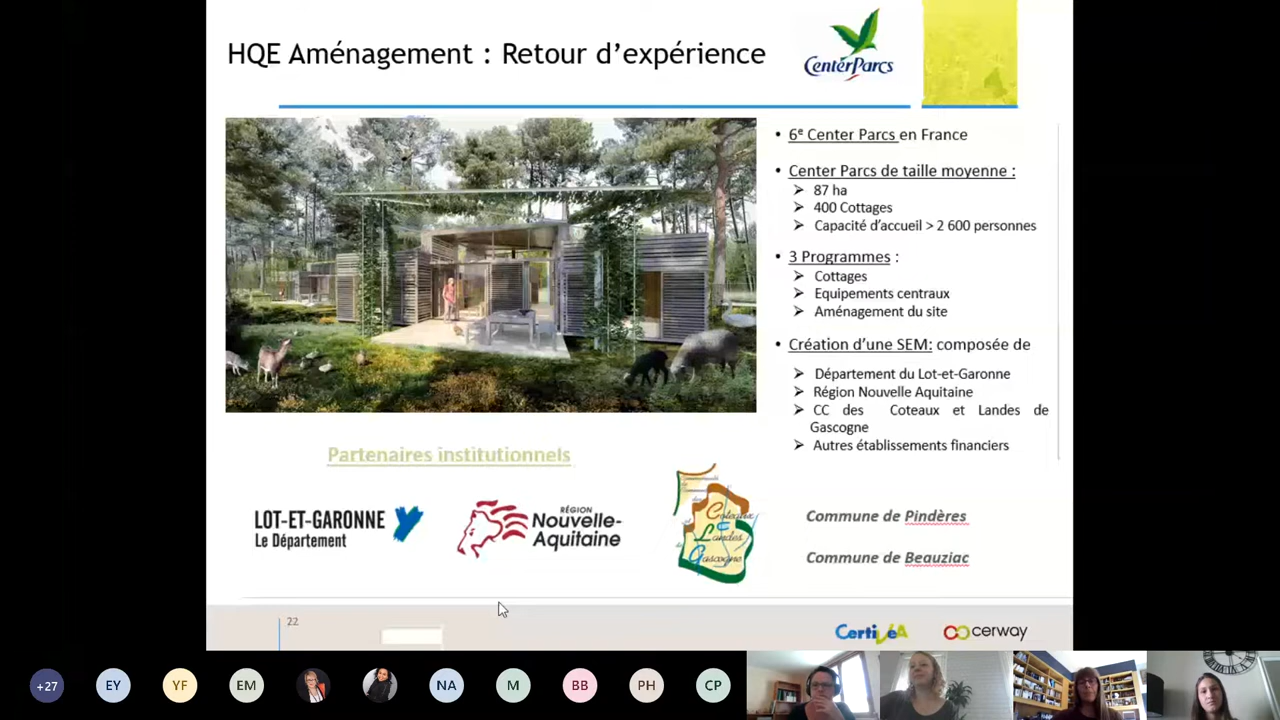 HQE Aménagement : Retour d'expérience
CenterParcs
• 6e Center Parcs en France
• Center Parcs de taille moyenne :
➢ 87 ha
➢ 400 Cottages
➢ Capacité d'accueil > 2 600 personnes
• 3 Programmes :
➢ Cottages
➢ Equipements centraux
➢ Aménagement du site
• Création d'une SEM: composée de
➢ Département du Lot-et-Garonne
➢ Région Nouvelle Aquitaine
➢ CC des Coteaux et Landes de
Gascogne
➢ Autres établissements financiers
Partenaires institutionnels
LOT-ET-GARONNE
Le Département
RÉGION
Nouvelle-
Aquitaine
Coteaux
Landes
Gascogne
Commune de Pindères
Commune de Beauziac
22
CertivéA
cerway
+27
EY
YF
EM
NA
M
BB
PH
CP